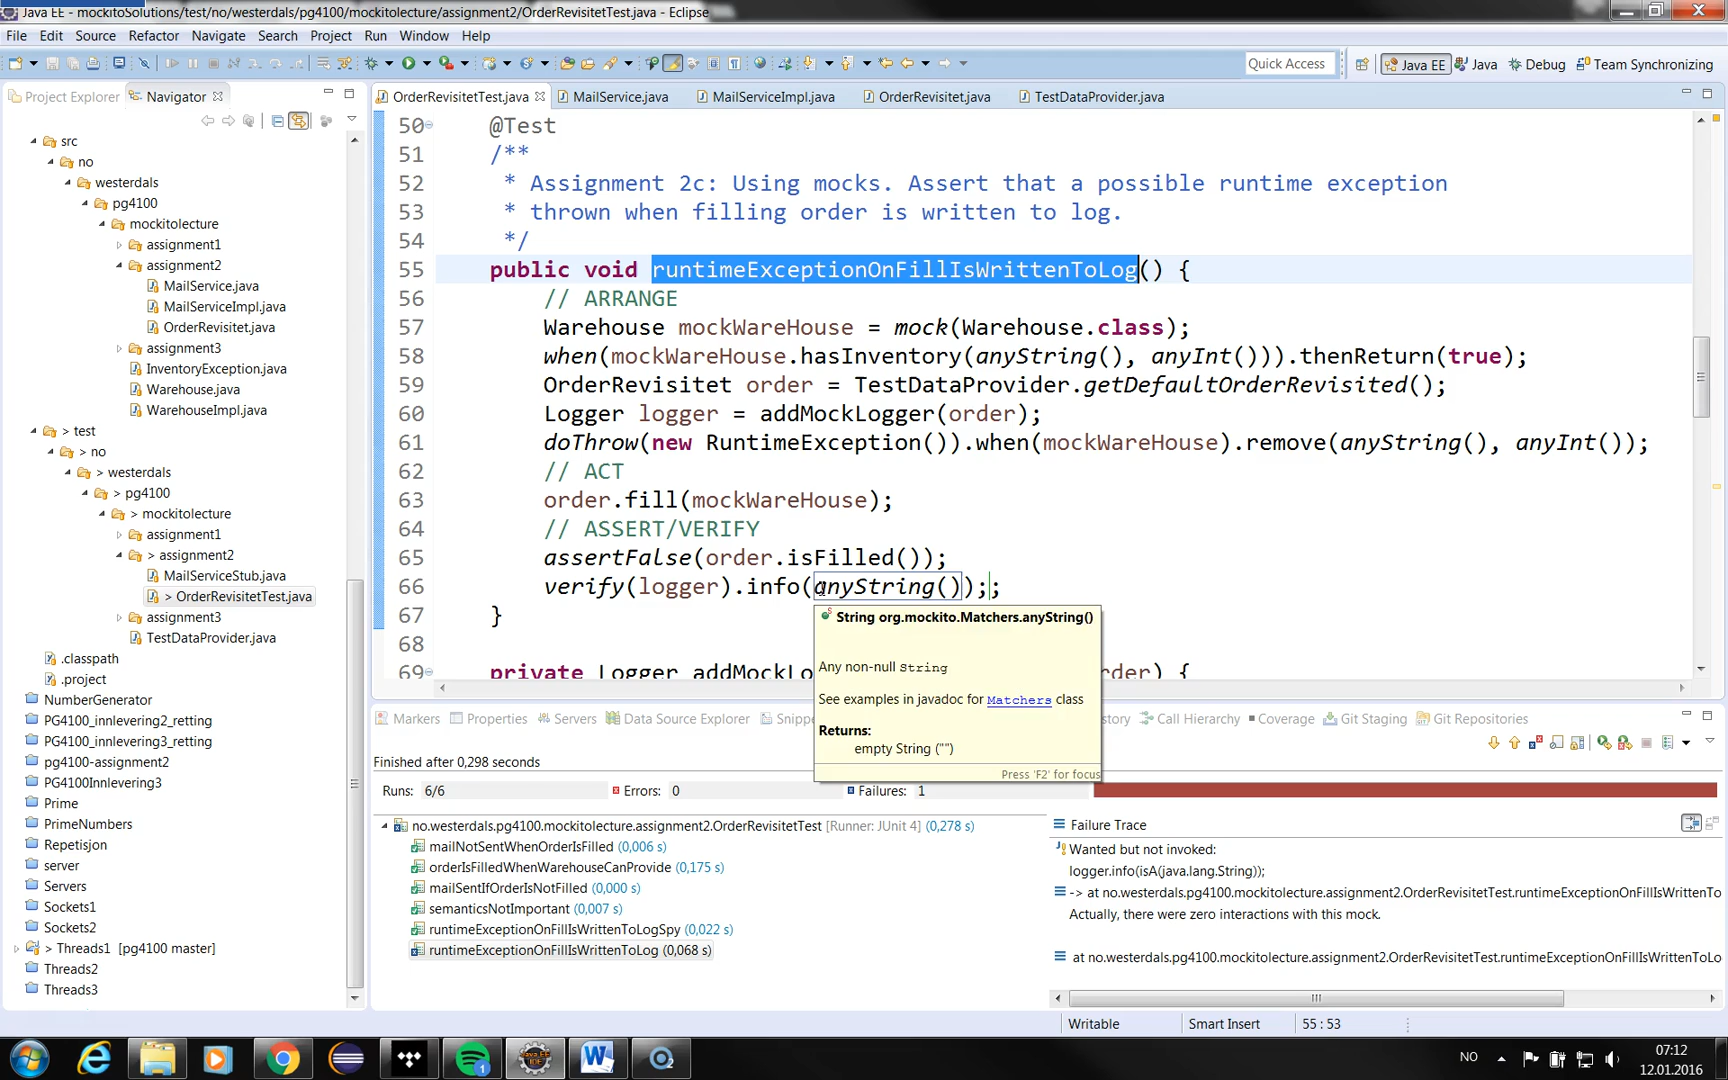 Java EE - mockitoSolutions/test/no/westerdals/pg4100/mockitolecture/assignment2/OrderRevisitetTest.java - Eclipse
File Edit Source Refactor Navigate Search Project Run Window Help
Quick Access Java EE Java Debug Team Synchronizing
Project Explorer Navigator
OrderRevisitetTest.java MailService.java MailServiceImpl.java OrderRevisitet.java TestDataProvider.java
src
no
westerdals
pg4100
mockitolecture
assignment1
assignment2
MailService.java
MailServiceImpl.java
OrderRevisitet.java
assignment3
InventoryException.java
Warehouse.java
WarehouseImpl.java
> test
> no
> westerdals
> pg4100
> mockitolecture
assignment1
> assignment2
MailServiceStub.java
> OrderRevisitetTest.java
assignment3
TestDataProvider.java
.classpath
.project
NumberGenerator
PG4100_innlevering2_retting
PG4100_innlevering3_retting
pg4100-assignment2
PG4100Innlevering3
Prime
PrimeNumbers
Repetisjon
server
Servers
Sockets1
Sockets2
> Threads1 [pg4100 master]
Threads2
Threads3
50 @Test
51 /**
52 * Assignment 2c: Using mocks. Assert that a possible runtime exception
53 * thrown when filling order is written to log.
54 */
55 public void runtimeExceptionOnFillIsWrittenToLog() {
56 // ARRANGE
57 Warehouse mockWareHouse = mock(Warehouse.class);
58 when(mockWareHouse.hasInventory(anyString(), anyInt())).thenReturn(true);
59 OrderRevisitet order = TestDataProvider.getDefaultOrderRevisited();
60 Logger logger = addMockLogger(order);
61 doThrow(new RuntimeException()).when(mockWareHouse).remove(anyString(), anyInt());
62 // ACT
63 order.fill(mockWareHouse);
64 // ASSERT/VERIFY
65 assertFalse(order.isFilled());
66 verify(logger).info(anyString());;
67 }
68
69 private Logger addMockLo order) {
String org.mockito.Matchers.anyString()
Any non-null String
See examples in javadoc for Matchers class
Returns:
empty String ("")
Press 'F2' for focus
Markers Properties Servers Data Source Explorer Snipp story Call Hierarchy Coverage Git Staging Git Repositories
Finished after 0,298 seconds
Runs: 6/6 Errors: 0 Failures: 1
no.westerdals.pg4100.mockitolecture.assignment2.OrderRevisitetTest [Runner: JUnit 4] (0,278 s)
mailNotSentWhenOrderIsFilled (0,006 s)
orderIsFilledWhenWarehouseCanProvide (0,175 s)
mailSentIfOrderIsNotFilled (0,000 s)
semanticsNotImportant (0,007 s)
runtimeExceptionOnFillIsWrittenToLogSpy (0,022 s)
runtimeExceptionOnFillIsWrittenToLog (0,068 s)
Failure Trace
Wanted but not invoked:
logger.info(isA(java.lang.String));
-> at no.westerdals.pg4100.mockitolecture.assignment2.OrderRevisitetTest.runtimeExceptionOnFillIsWrittenTo
Actually, there were zero interactions with this mock.
at no.westerdals.pg4100.mockitolecture.assignment2.OrderRevisitetTest.runtimeExceptionOnFillIsWrittenToLo
Writable Smart Insert 55 : 53
NO 07:12
12.01.2016